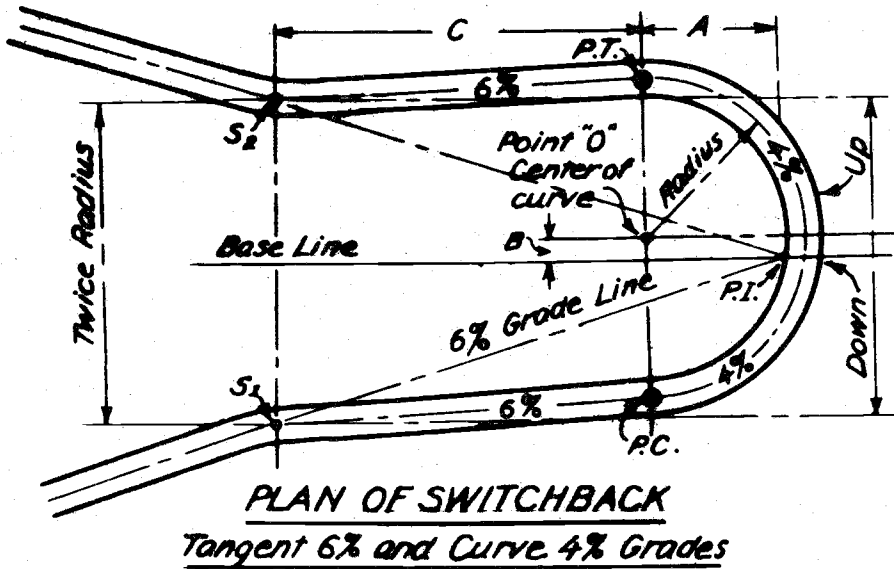 C
A
P.T.
6%
S2
Point "O"
Center of
curve
Radius
4%
Up
Twice Radius
Base Line
B
P.I.
6% Grade Line
Down
S1
4%
6%
P.C.
PLAN OF SWITCHBACK
Tangent 6% and Curve 4% Grades